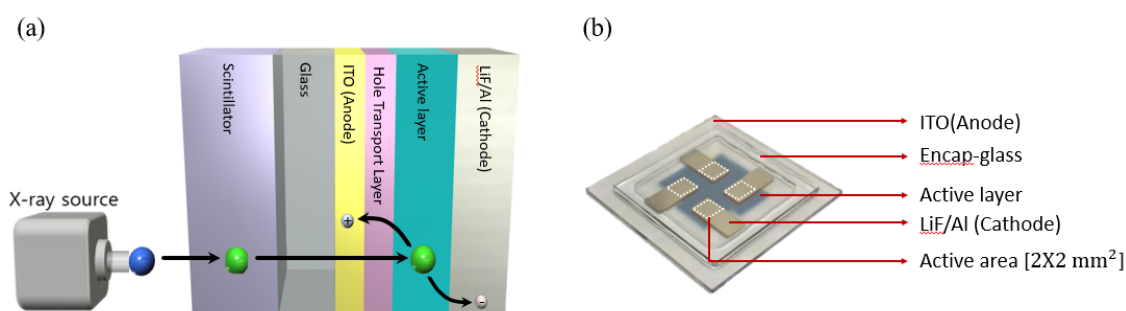 (a)
X-ray source
Scintillator
Glass
ITO (Anode)
Hole Transport Layer
Active layer
LiF/Al (Cathode)
+
-
(b)
ITO(Anode)
Encap-glass
Active layer
LiF/Al (Cathode)
Active area [2X2 mm²]